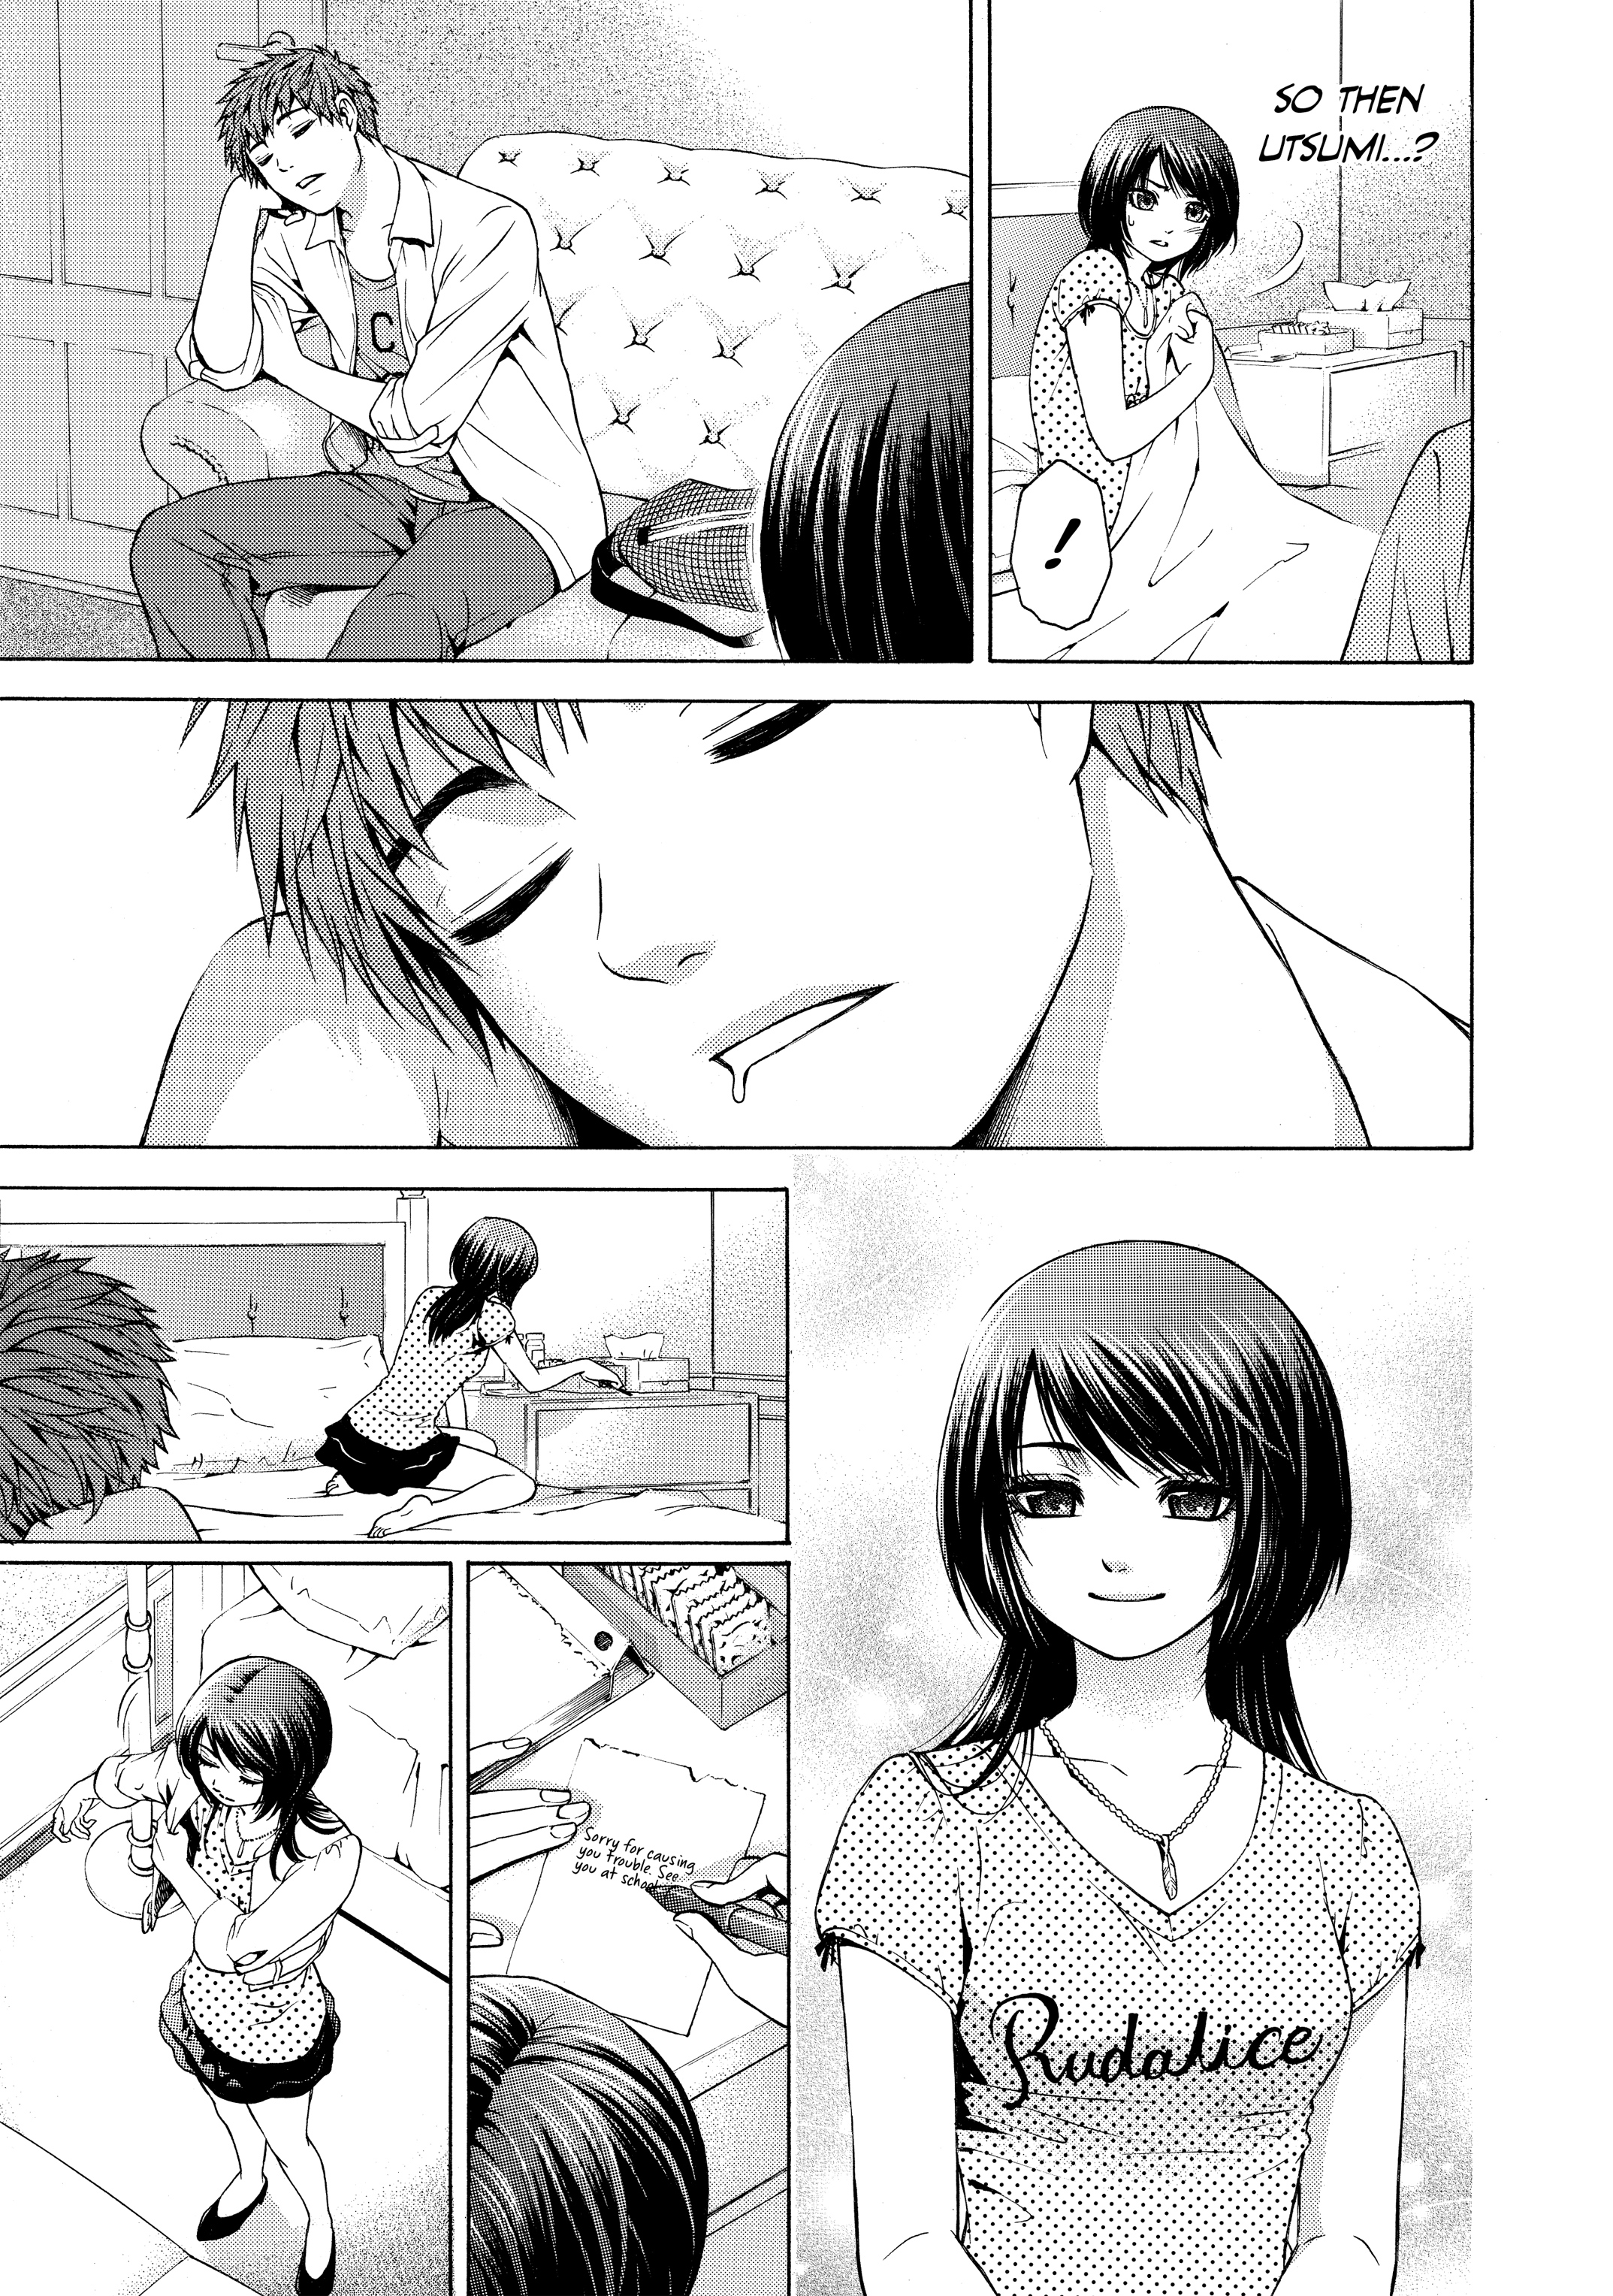 SO THEN
UTSUMI...?
!
C
Rudalice
Sorry for causing
you trouble. See
you at school